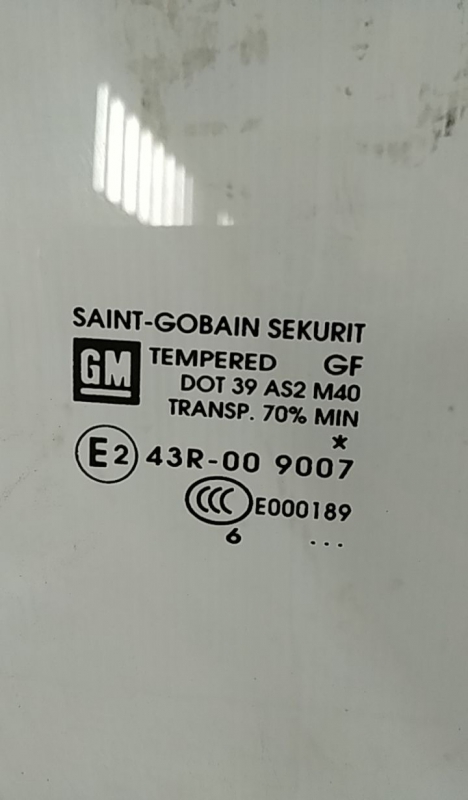 SAINT-GOBAIN SEKURIT
GM TEMPERED GF
DOT 39 AS2 M40
TRANSP. 70% MIN
*
E2 43R-00 9007
CCC E000189
6 ...